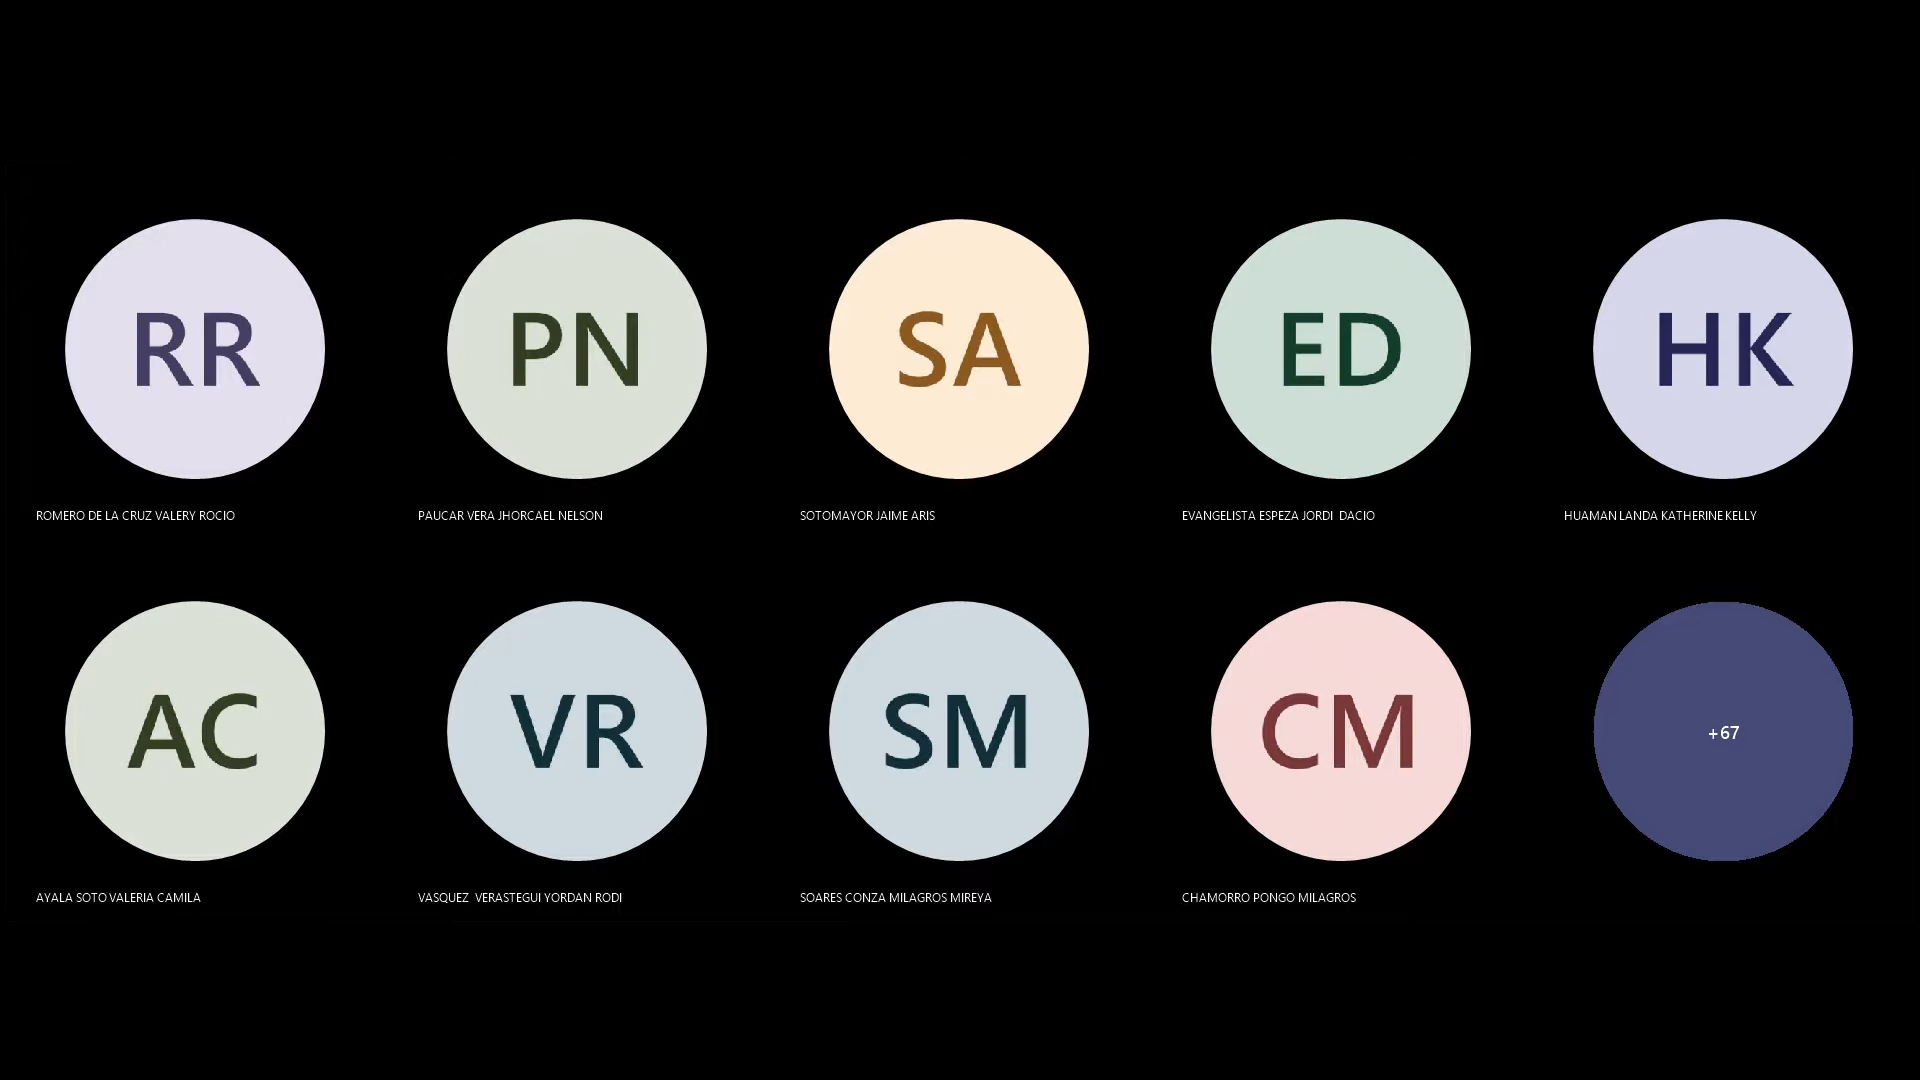 RR
PN
SA
ED
HK
ROMERO DE LA CRUZ VALERY ROCIO
PAUCAR VERA JHORCAEL NELSON
SOTOMAYOR JAIME ARIS
EVANGELISTA ESPEZA JORDI  DACIO
HUAMAN LANDA KATHERINE KELLY
AC
VR
SM
CM
+67
AYALA SOTO VALERIA CAMILA
VASQUEZ  VERASTEGUI YORDAN RODI
SOARES CONZA MILAGROS MIREYA
CHAMORRO PONGO MILAGROS